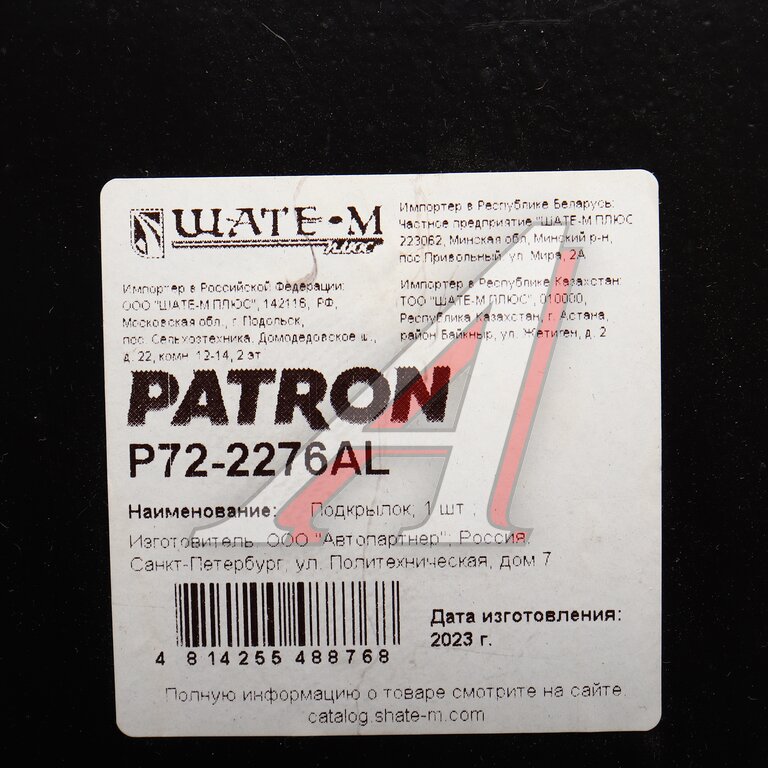 ШАТЕ-М
ПЛЮС
Импортер в Российской Федерации:
ООО "ШАТЕ-М ПЛЮС", 142116, РФ,
Московская обл., г. Подольск,
пос. Сельхозтехника, Домодедовское ш.,
д. 22, комн. 12-14, 2 эт
Импортер в Республике Беларусь:
Частное предприятие "ШАТЕ-М ПЛЮС
223062, Минская обл, Минский р-н,
пос.Привольный, ул. Мира, 2А
Импортер в Республике Казахстан:
ТОО "ШАТЕ-М ПЛЮС", 010000,
Республика Казахстан, г. Астана,
район Байкныр, ул. Жетиген, д. 2
PATRON
P72-2276AL
Наименование: Подкрылок; 1 шт.;
Изготовитель: ООО "Автопартнер"; Россия,
Санкт-Петербург, ул. Политехническая, дом 7
Дата изготовления:
2023 г.
4 814255 488768
Полную информацию о товаре смотрите на сайте:
catalog.shate-m.com